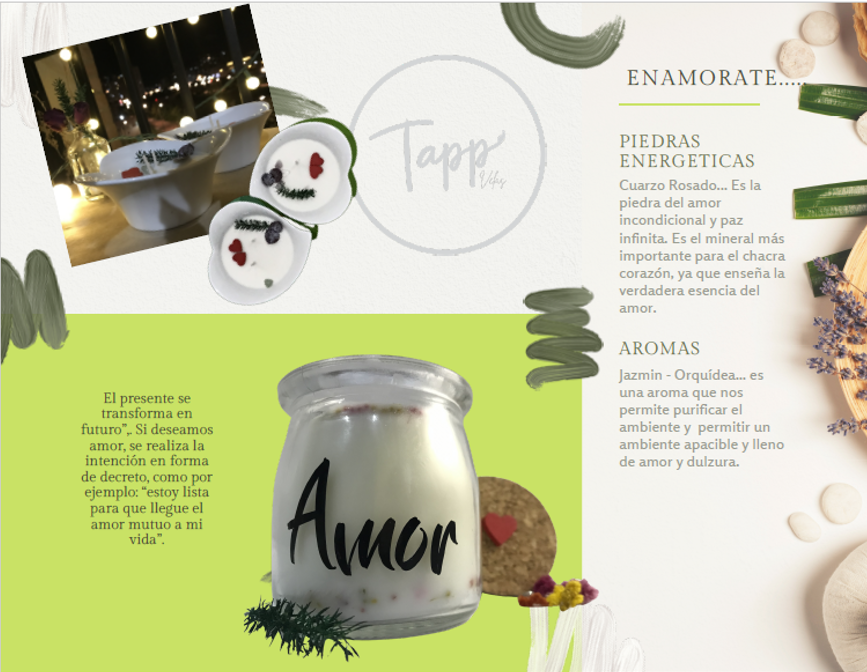 Tapp
Velas
ENAMORATE.....
PIEDRAS
ENERGETICAS
Cuarzo Rosado... Es la
piedra del amor
incondicional y paz
infinita. Es el mineral más
importante para el chacra
corazón, ya que enseña la
verdadera esencia del
amor.
AROMAS
Jazmin - Orquídea... es
una aroma que nos
permite purificar el
ambiente y permitir un
ambiente apacible y lleno
de amor y dulzura.
El presente se
transforma en
futuro”,. Si deseamos
amor, se realiza la
intención en forma
de decreto, como por
ejemplo: “estoy lista
para que llegue el
amor mutuo a mi
vida”.
Amor